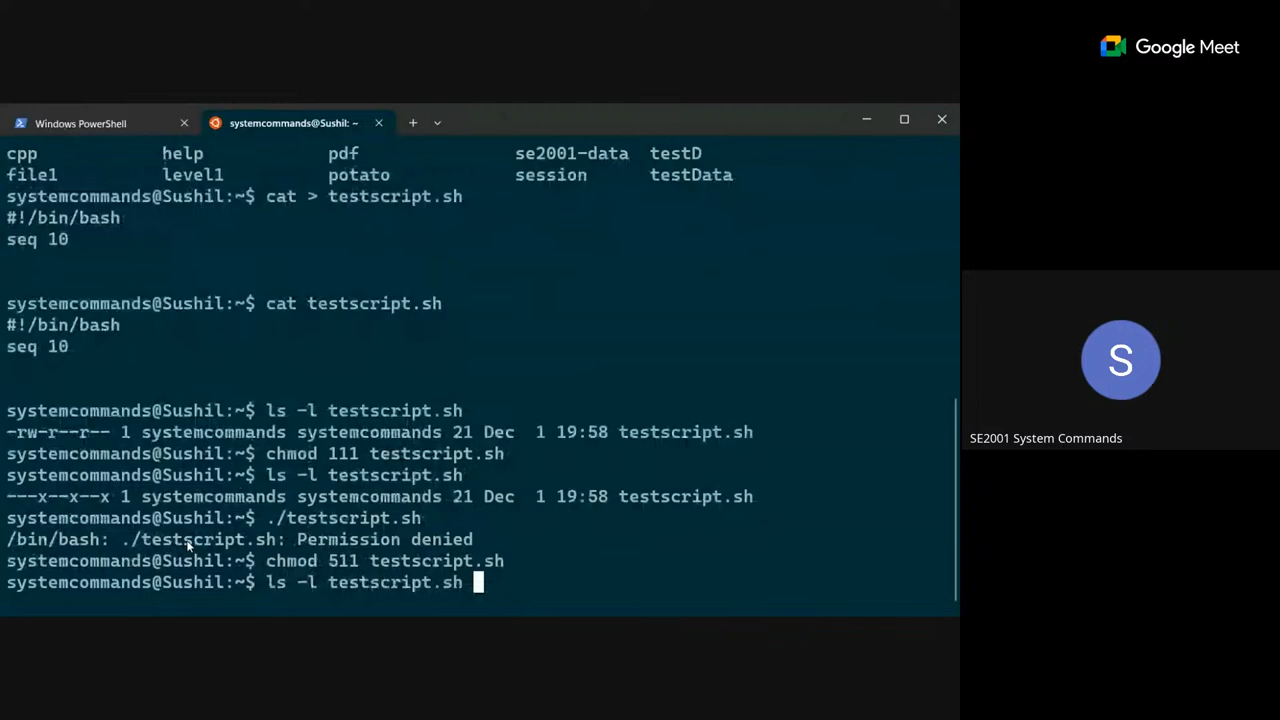 Google Meet
Windows PowerShell
systemcommands@Sushil: ~
cpp help pdf se2001-data testD
file1 level1 potato session testData
systemcommands@Sushil:~$ cat > testscript.sh
#!/bin/bash
seq 10
systemcommands@Sushil:~$ cat testscript.sh
#!/bin/bash
seq 10
systemcommands@Sushil:~$ ls -l testscript.sh
-rw-r--r-- 1 systemcommands systemcommands 21 Dec  1 19:58 testscript.sh
systemcommands@Sushil:~$ chmod 111 testscript.sh
systemcommands@Sushil:~$ ls -l testscript.sh
---x--x--x 1 systemcommands systemcommands 21 Dec  1 19:58 testscript.sh
systemcommands@Sushil:~$ ./testscript.sh
/bin/bash: ./testscript.sh: Permission denied
systemcommands@Sushil:~$ chmod 511 testscript.sh
systemcommands@Sushil:~$ ls -l testscript.sh
S
SE2001 System Commands